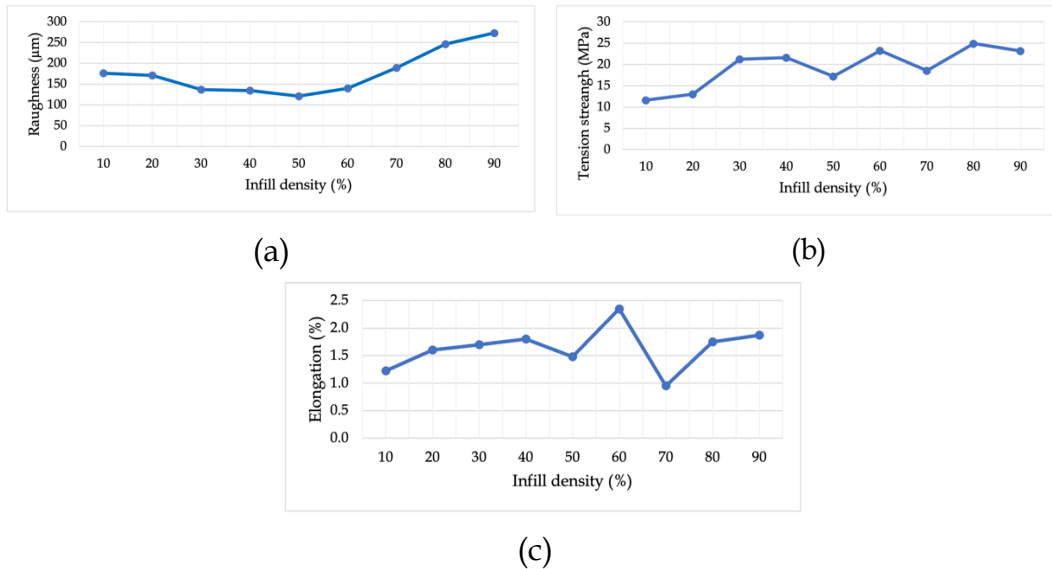 Raughness (µm)
300
250
200
150
100
50
0
10 20 30 40 50 60 70 80 90
Infill density (%)
(a)
Tension streangh (MPa)
30
25
20
15
10
5
0
10 20 30 40 50 60 70 80 90
Infill density (%)
(b)
Elongation (%)
2.5
2.0
1.5
1.0
0.5
0.0
10 20 30 40 50 60 70 80 90
Infill density (%)
(c)